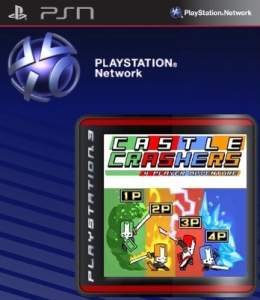 PSN
PlayStation®Network
PLAYSTATION®
Network
PLAYSTATION 3
CASTLE
CRASHERS
4 PLAYER ADVENTURE
1P
2P
3P
4P